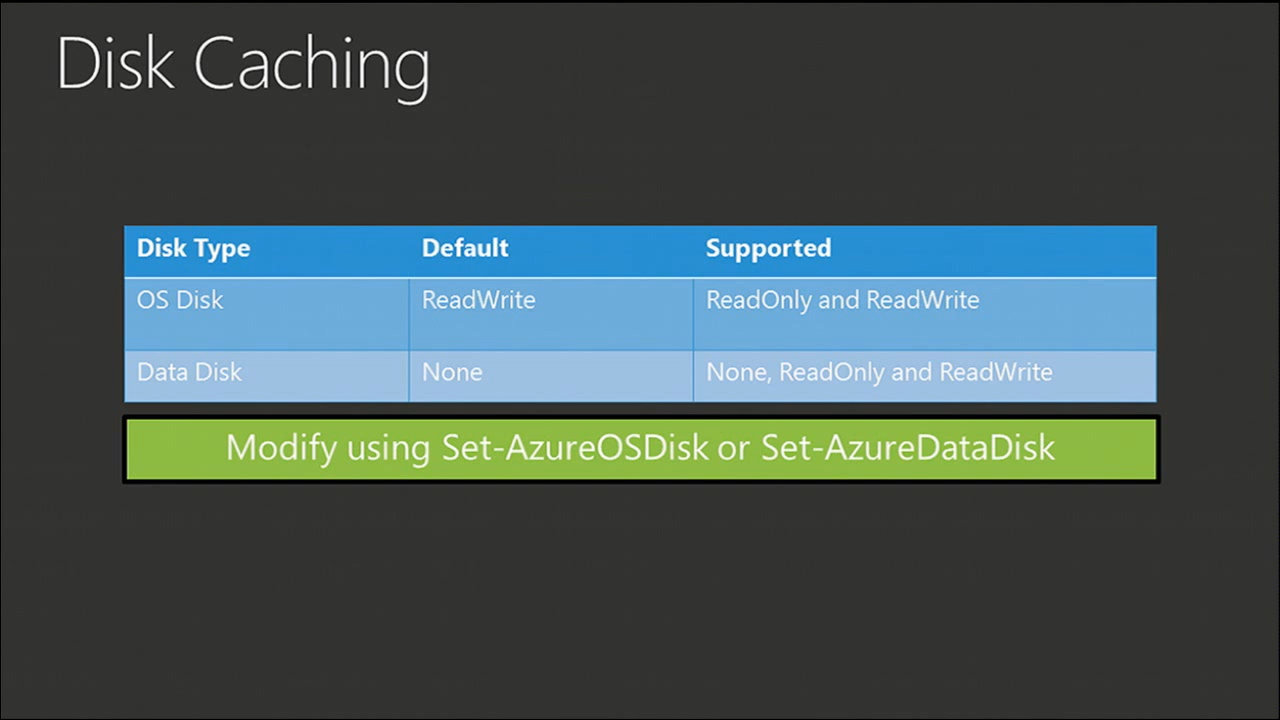 Disk Caching
Disk Type Default Supported
OS Disk ReadWrite ReadOnly and ReadWrite
Data Disk None None, ReadOnly and ReadWrite
Modify using Set-AzureOSDisk or Set-AzureDataDisk